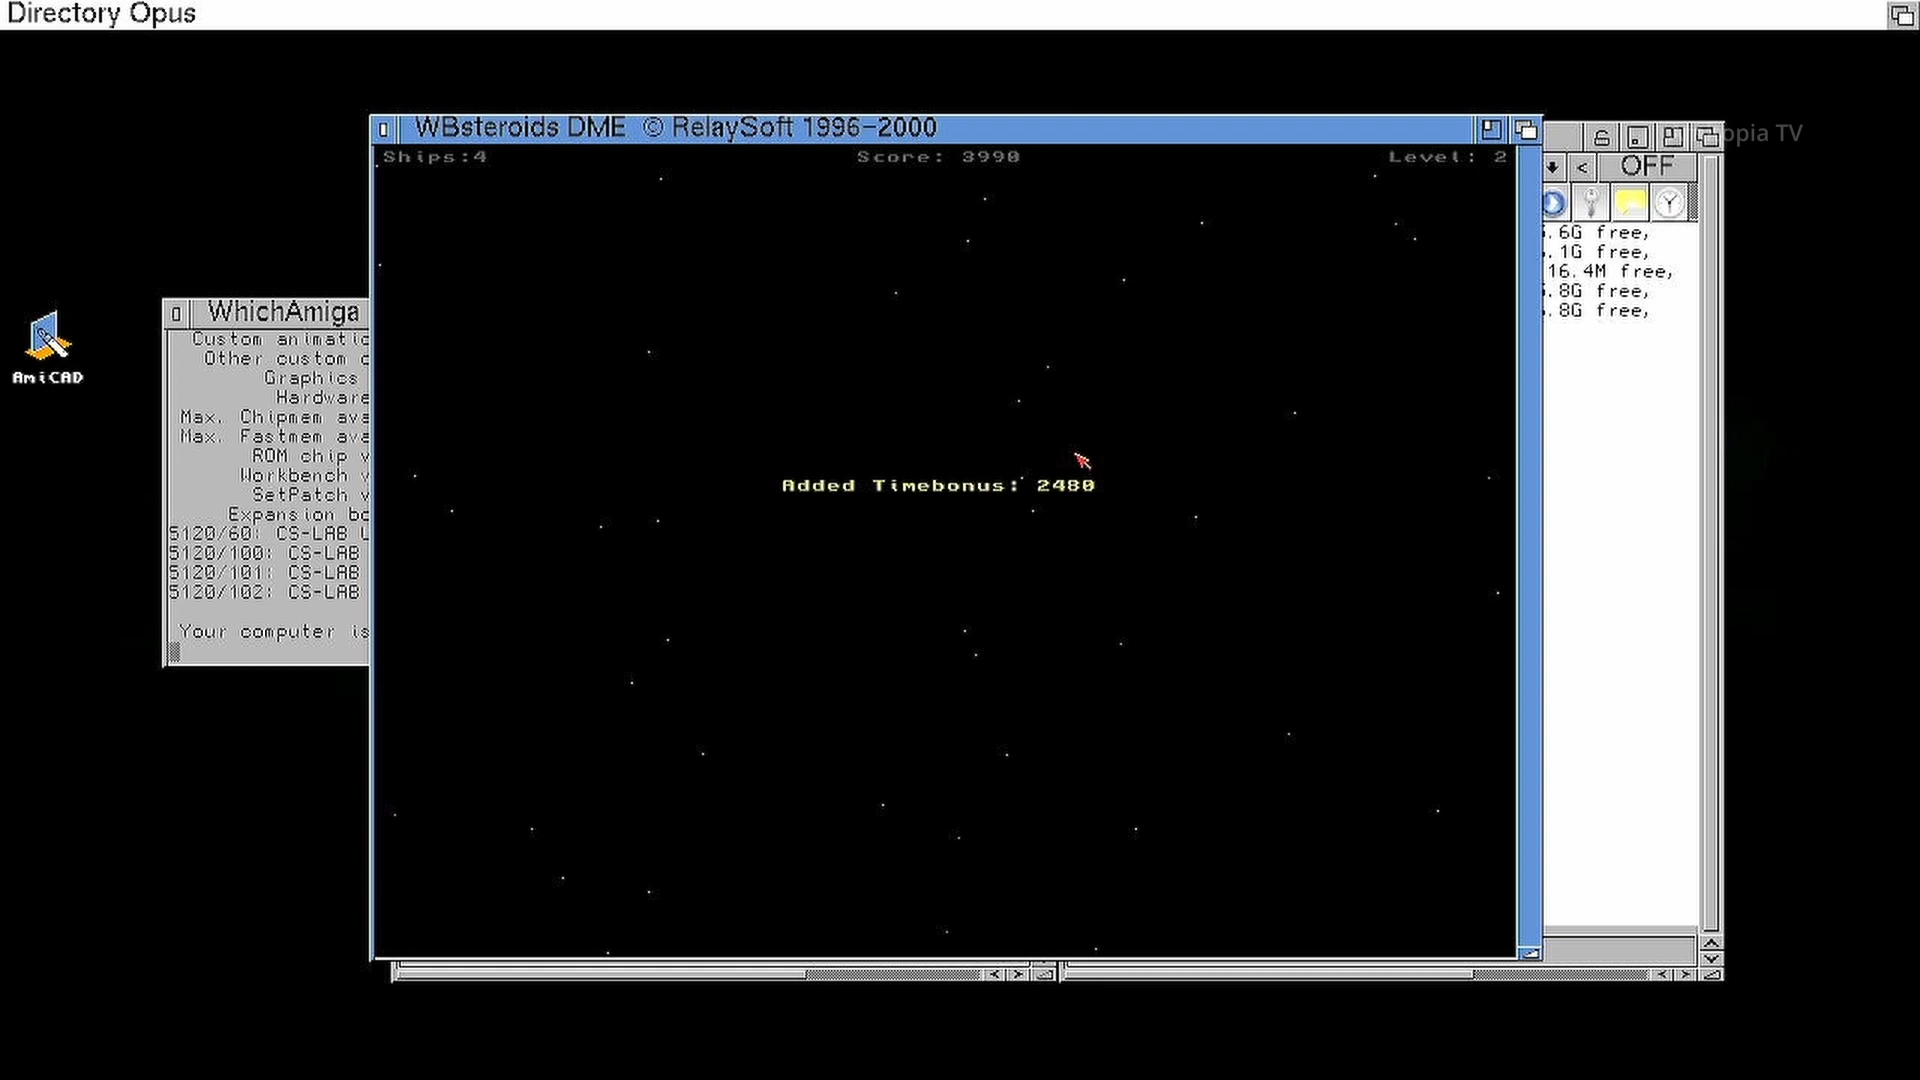 Directory Opus
WBsteroids DME © RelaySoft 1996-2000
Ships:4 Score: 3990 Level: 2
opia TV
< OFF
.6G free,
.1G free,
16.4M free,
.8G free,
.8G free,
WhichAmiga
Custom animatic
Other custom
Graphics
Hardware
Max. Chipmem ava
Max. Fastmem ava
ROM chip
Workbench
SetPatch
Expansion bo
5120/60: CS-LAB
5120/100: CS-LAB
5120/101: CS-LAB
5120/102: CS-LAB
Your computer is
AmiCAD
Added Timebonus: 2480